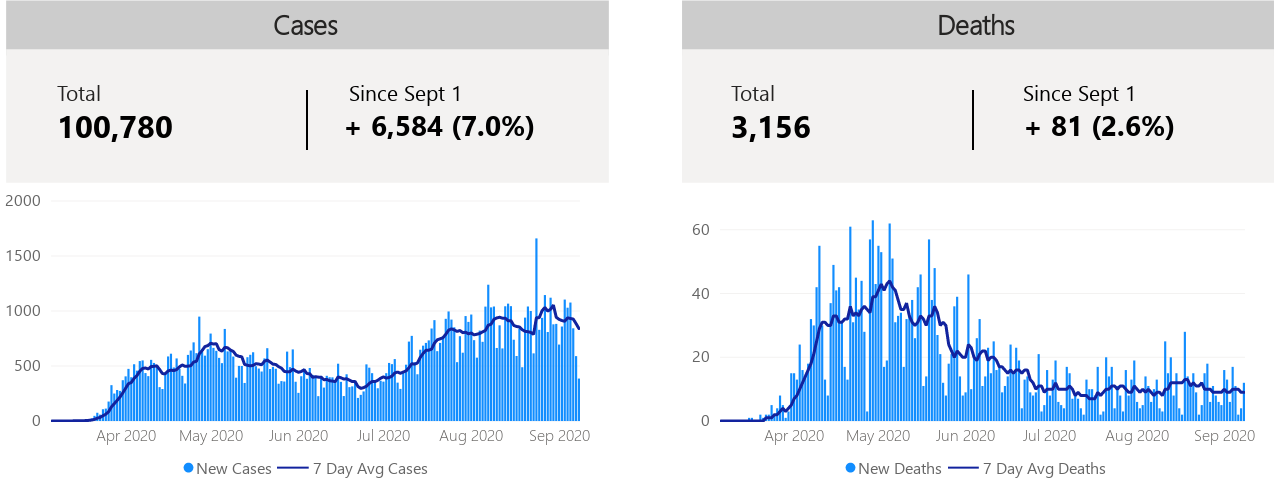 Cases
Total
100,780
Since Sept 1
+ 6,584 (7.0%)
2000
1500
1000
500
0
Apr 2020 May 2020 Jun 2020 Jul 2020 Aug 2020 Sep 2020
New Cases 7 Day Avg Cases
Deaths
Total
3,156
Since Sept 1
+ 81 (2.6%)
60
40
20
0
Apr 2020 May 2020 Jun 2020 Jul 2020 Aug 2020 Sep 2020
New Deaths 7 Day Avg Deaths